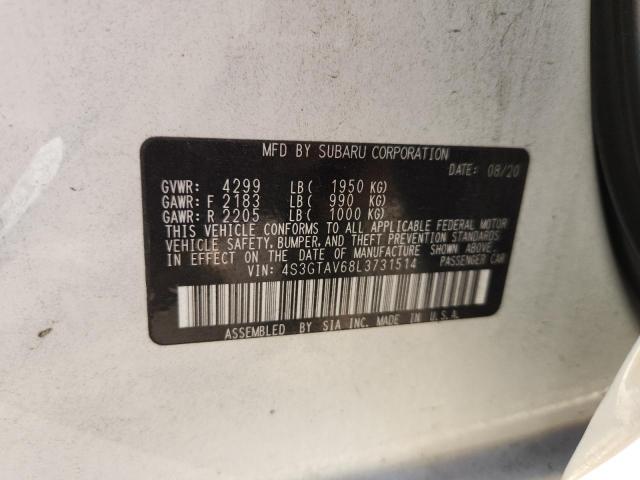 MFD BY SUBARU CORPORATION
DATE: 08/20
GVWR: 4299 LB( 1950 KG)
GAWR: F 2183 LB( 990 KG)
GAWR: R 2205 LB( 1000 KG)
THIS VEHICLE CONFORMS TO ALL APPLICABLE FEDERAL MOTOR
VEHICLE SAFETY, BUMPER, AND THEFT PREVENTION STANDARDS
IN EFFECT ON THE DATE OF MANUFACTURE SHOWN ABOVE.
VIN: 4S3GTAV68L3731514 PASSENGER CAR
ASSEMBLED BY SIA INC. MADE IN U.S.A.